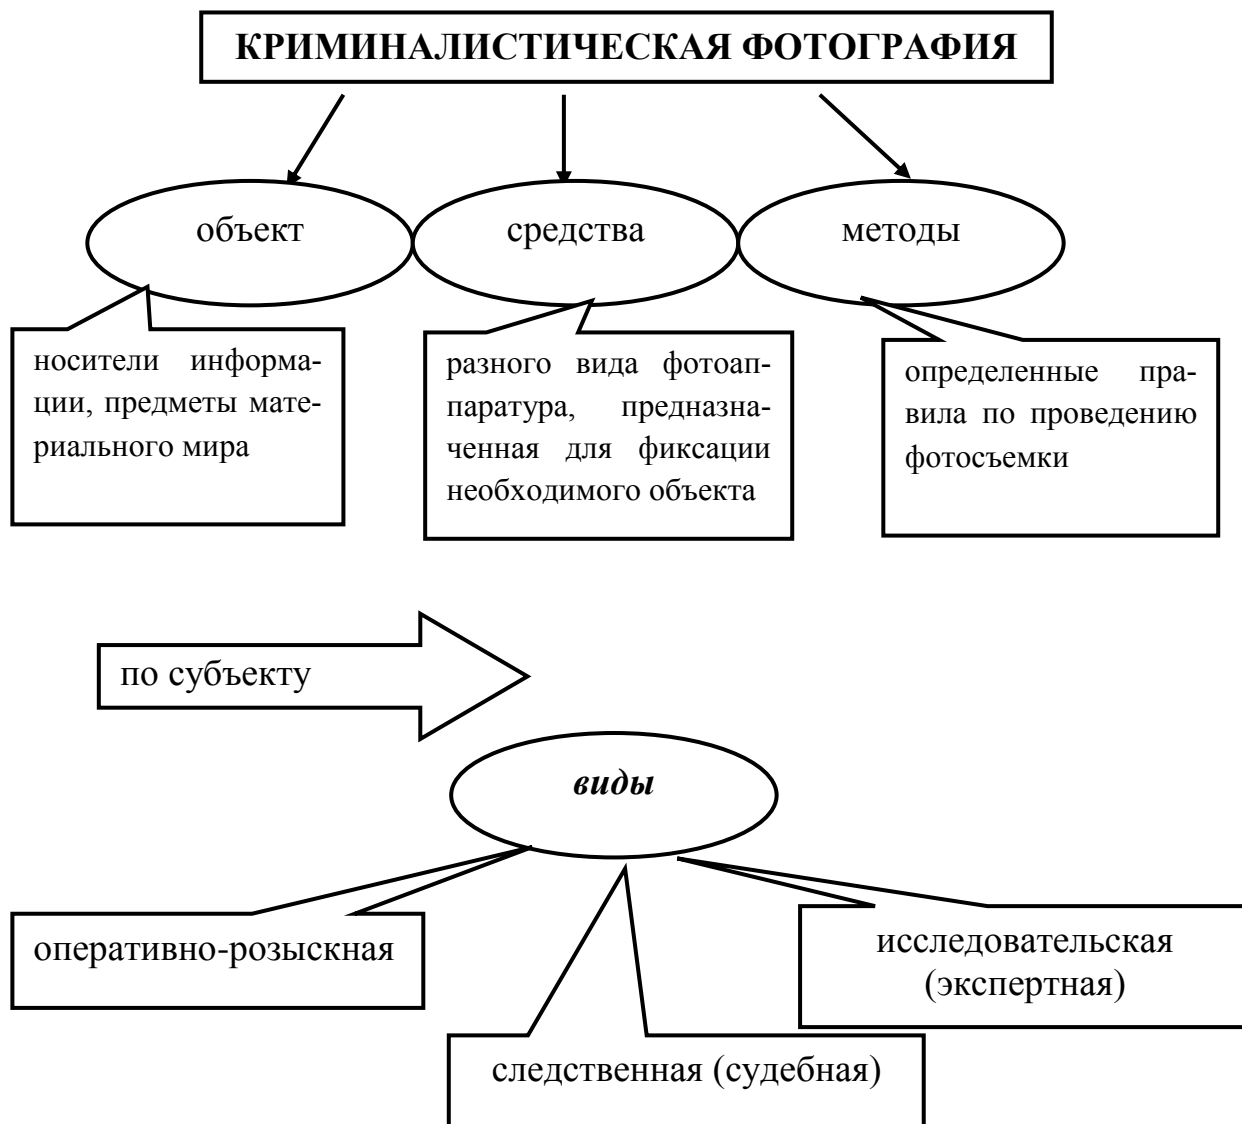 КРИМИНАЛИСТИЧЕСКАЯ ФОТОГРАФИЯ
объект
средства
методы
носители информа-
ции, предметы мате-
риального мира
разного вида фотоап-
паратура, предназна-
ченная для фиксации
необходимого объекта
определенные пра-
вила по проведению
фотосъемки
по субъекту
виды
оперативно-розыскная
исследовательская
(экспертная)
следственная (судебная)